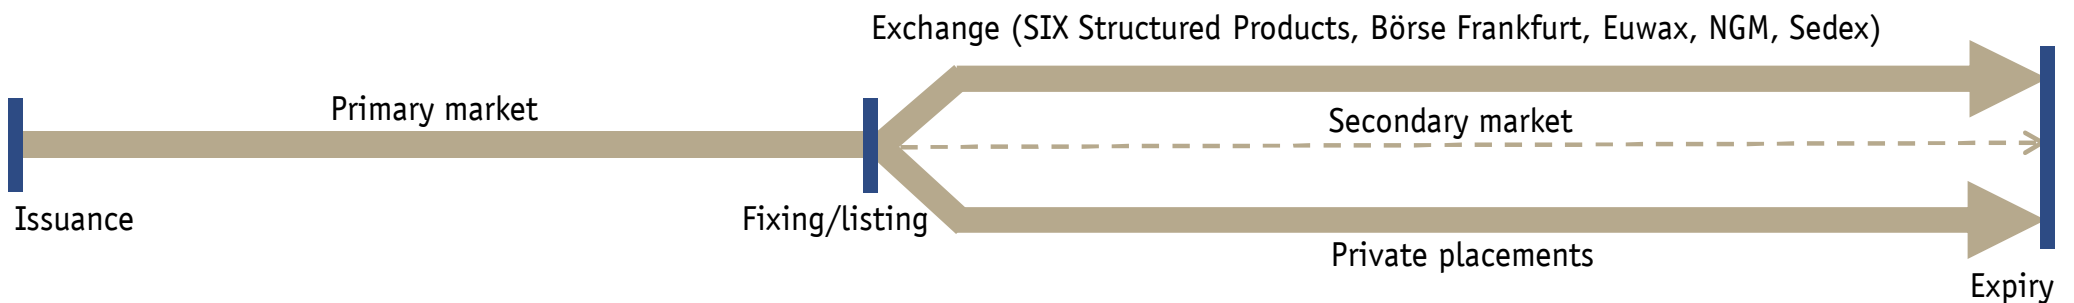 Exchange (SIX Structured Products, Börse Frankfurt, Euwax, NGM, Sedex)
Primary market
Secondary market
Issuance
Fixing/listing
Private placements
Expiry